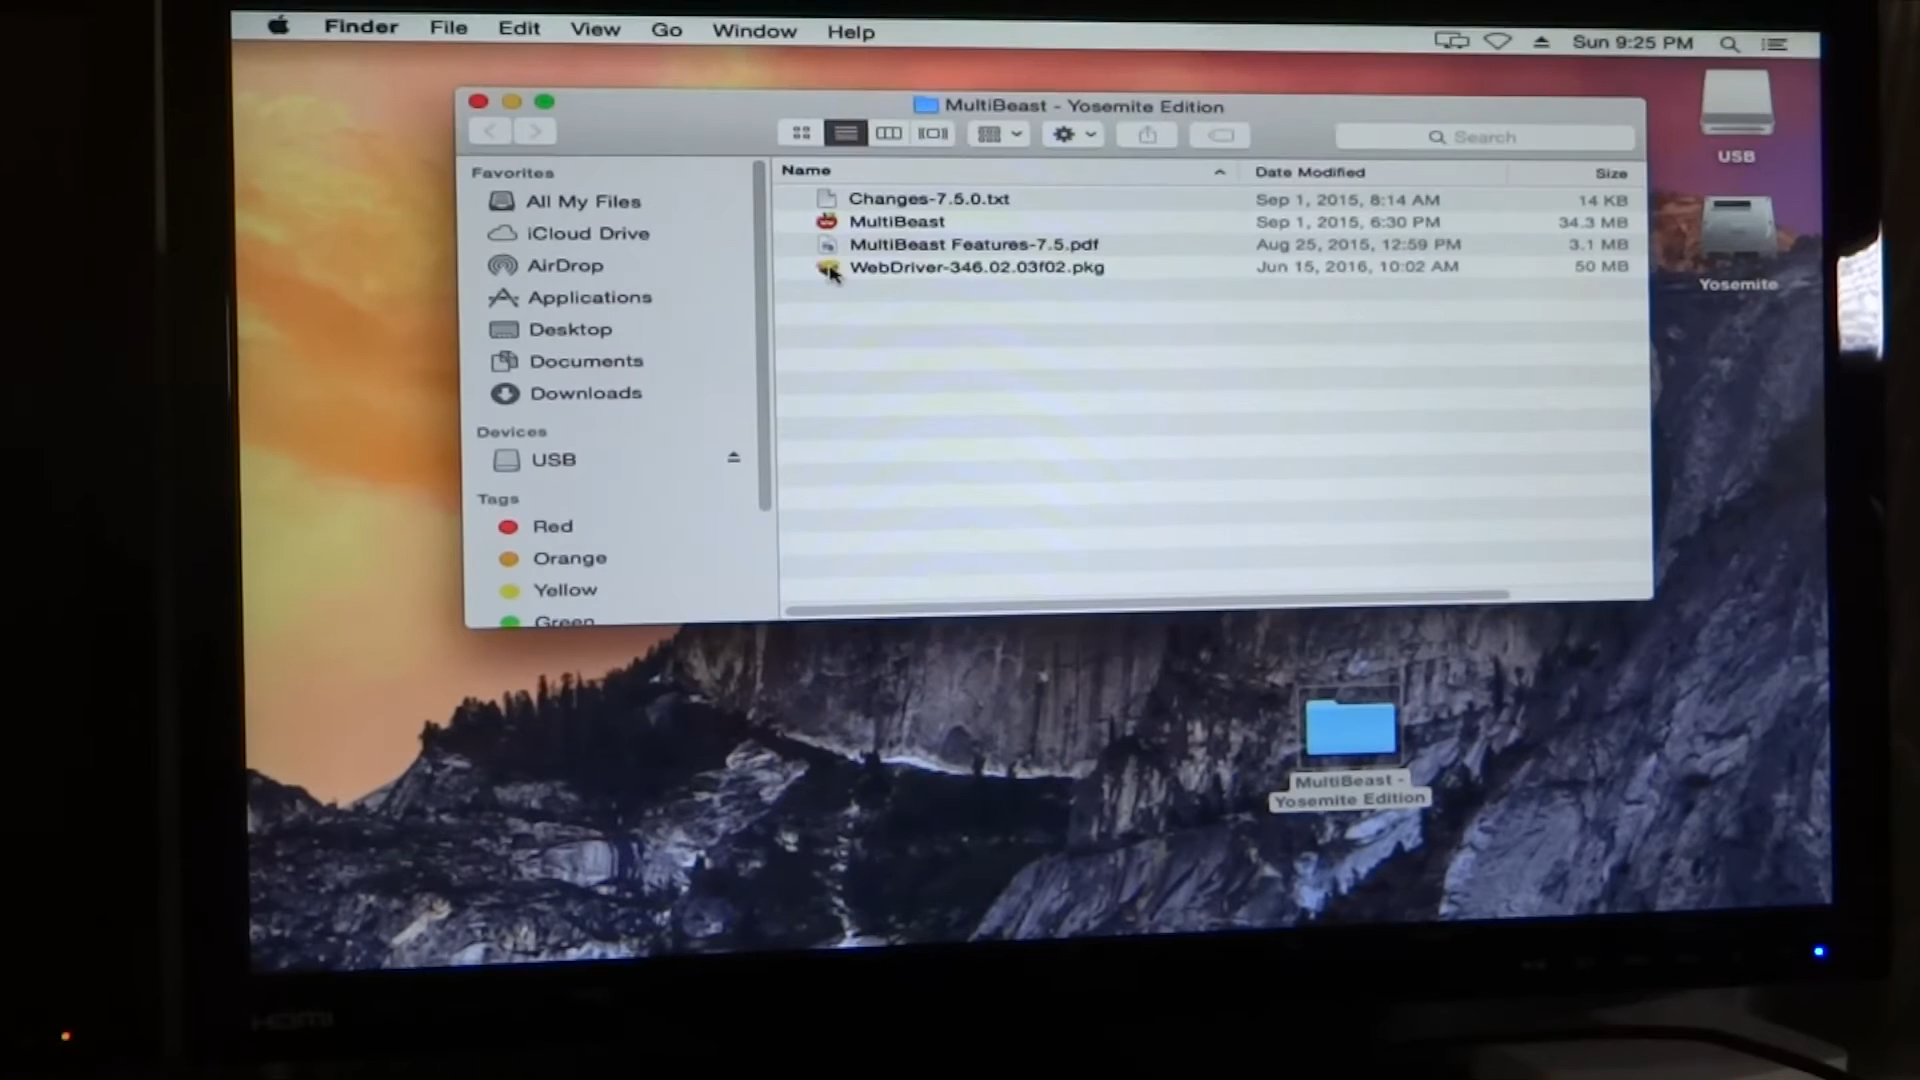 Finder File Edit View Go Window Help Sun 9:25 PM
MultiBeast - Yosemite Edition
Search
Favorites
All My Files
iCloud Drive
AirDrop
Applications
Desktop
Documents
Downloads
Devices
USB
Tags
Red
Orange
Yellow
Green
Name Date Modified Size
Changes-7.5.0.txt Sep 1, 2015, 8:14 AM 14 KB
MultiBeast Sep 1, 2015, 6:30 PM 34.3 MB
MultiBeast Features-7.5.pdf Aug 25, 2015, 12:59 PM 3.1 MB
WebDriver-346.02.03f02.pkg Jun 15, 2016, 10:02 AM 50 MB
USB
Yosemite
MultiBeast -
Yosemite Edition
HDMI